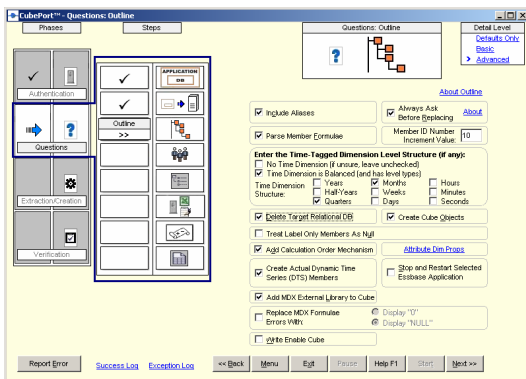 CubePort™ - Questions: Outline
Phases
Steps
Questions: Outline
Detail Level
Defaults Only
Basic
> Advanced
Authentication
Questions
Extraction/Creation
Verification
APPLICATION
DB
Outline
>>
About Outline
Include Aliases
Always Ask
Before Replacing
About
Parse Member Formulae
Member ID Number
Increment Value:
10
Enter the Time-Tagged Dimension Level Structure (if any):
No Time Dimension (if unsure, leave unchecked)
Time Dimension is Balanced (and has level types)
Time Dimension
Structure:
Years
Months
Hours
Half-Years
Weeks
Minutes
Quarters
Days
Seconds
Delete Target Relational DB
Create Cube Objects
Treat Label Only Members As Null
Add Calculation Order Mechanism
Attribute Dim Props
Create Actual Dynamic Time
Series (DTS) Members
Stop and Restart Selected
Essbase Application
Add MDX External Library to Cube
Replace MDX Formulae
Errors With:
Display "0"
Display "NULL"
Write Enable Cube
Report Error
Success Log
Exception Log
<< Back
Menu
Exit
Pause
Help F1
Start
Next >>